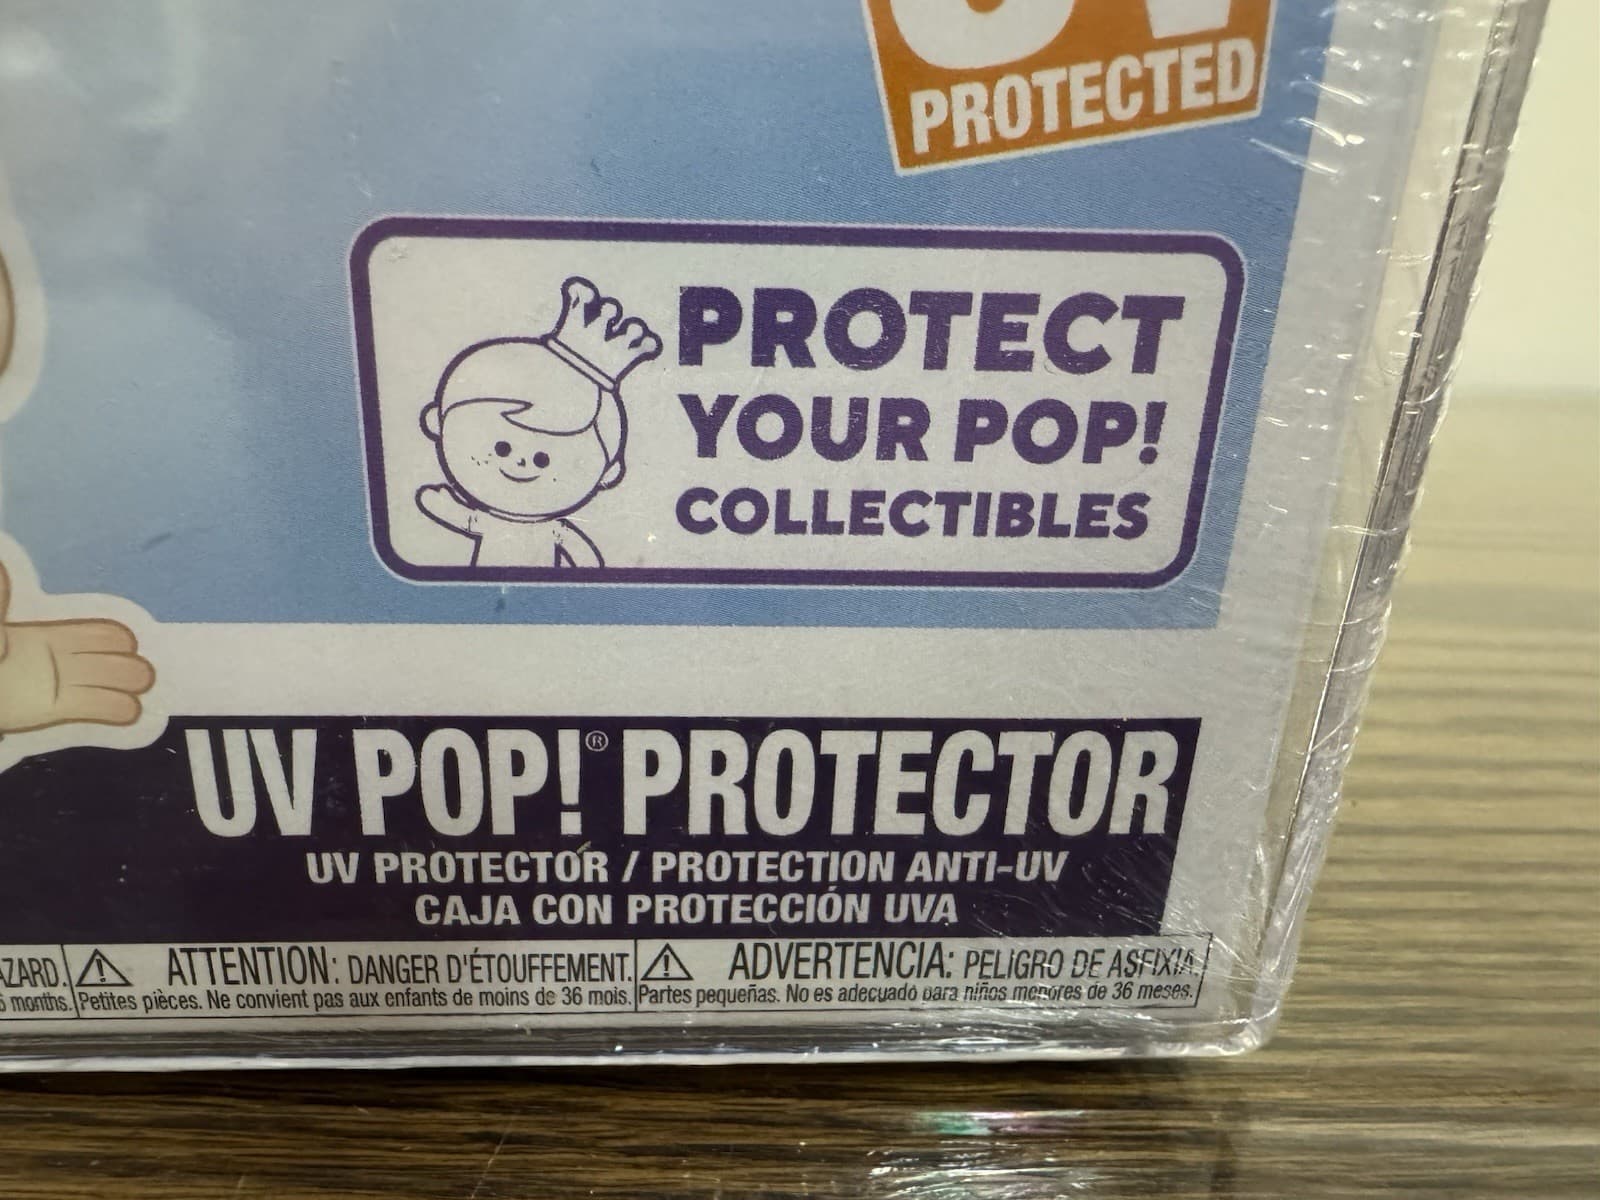 PROTECTED
PROTECT
YOUR POP!
COLLECTIBLES
UV POP!® PROTECTOR
UV PROTECTOR / PROTECTION ANTI-UV
CAJA CON PROTECCIÓN UVA
ATTENTION: DANGER D'ÉTOUFFEMENT.
Petites pièces. Ne convient pas aux enfants de moins de 36 mois.
ADVERTENCIA: PELIGRO DE ASFIXIA.
Partes pequeñas. No es adecuado para niños menores de 36 meses.
months.